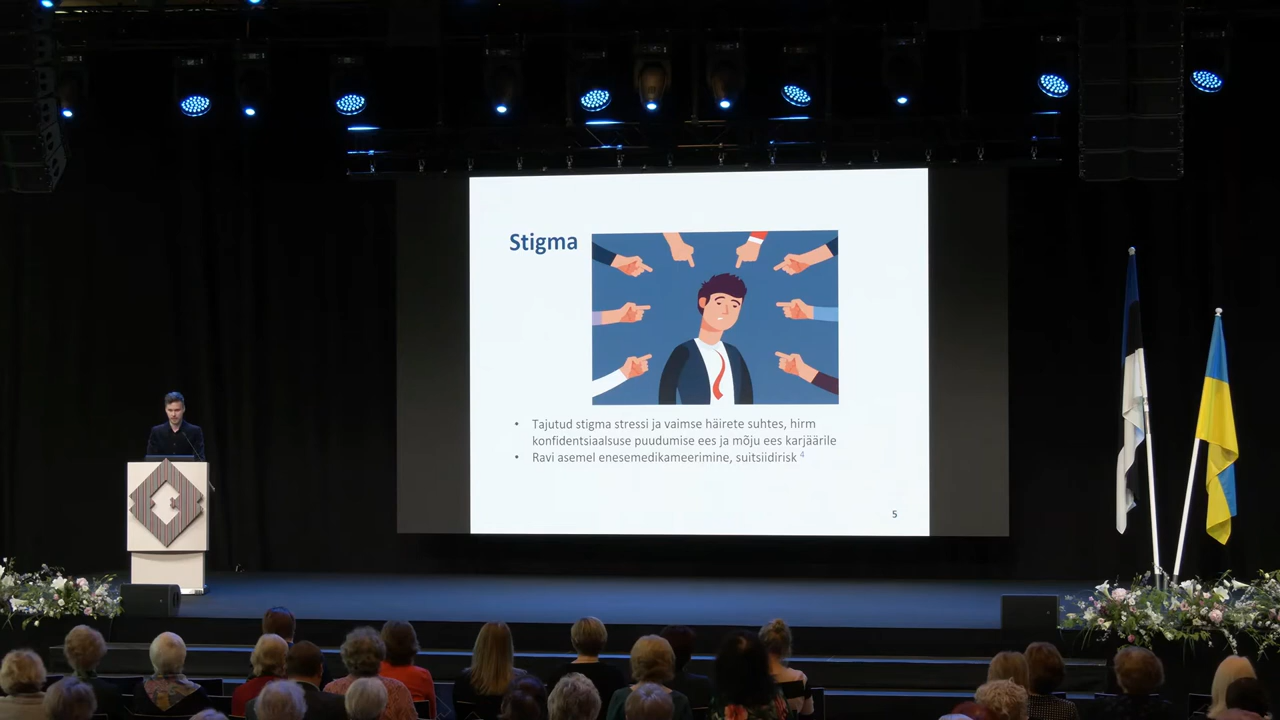 Stigma
• Tajutud stigma stressi ja vaimse häirete suhtes, hirm
konfidentsiaalsuse puudumise ees ja mõju ees karjäärile
• Ravi asemel enesemedikameerimine, suitsiidirisk 4
5